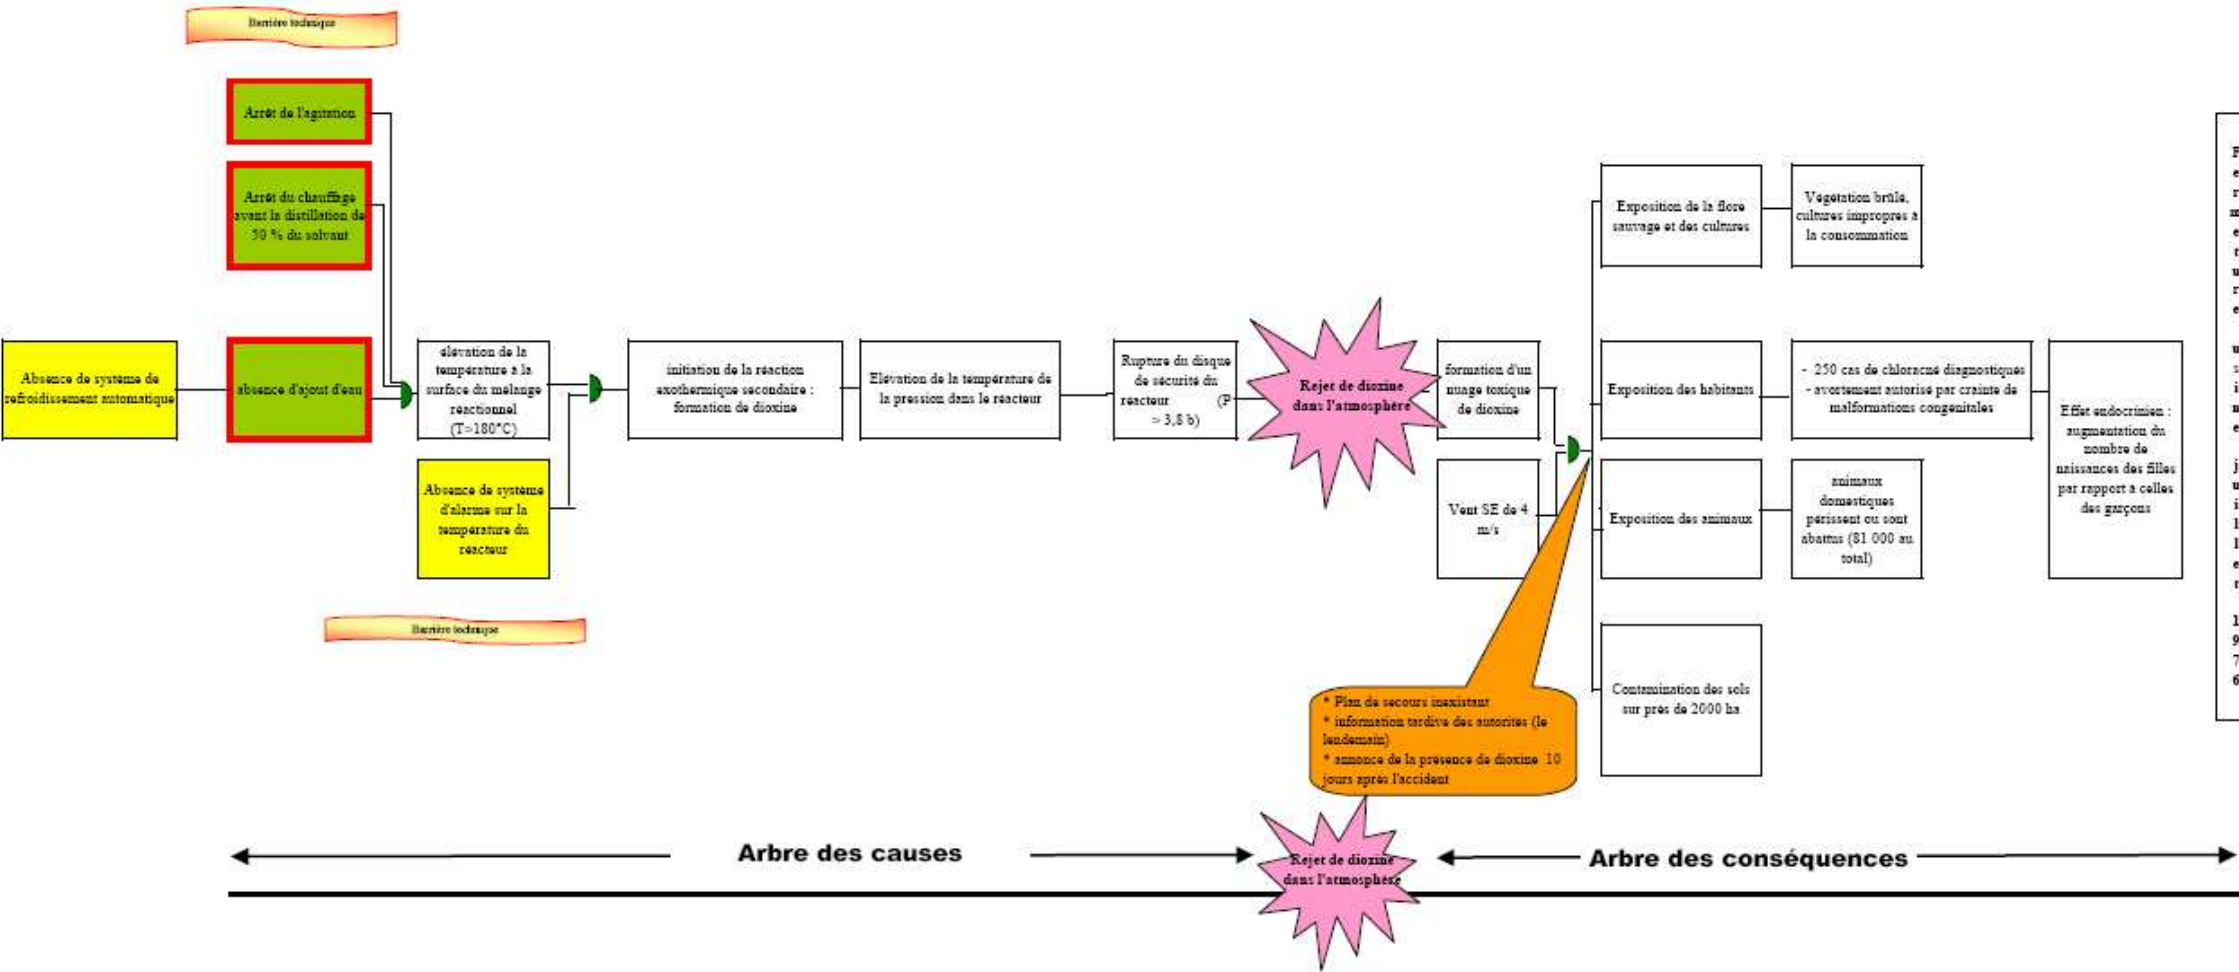 Barrière technique
Arrêt de l'agitation
Arrêt du chauffage
avant la distillation de
50 % du solvant
Absence de système de
refroidissement automatique
absence d'ajout d'eau
élévation de la
température à la
surface du mélange
réactionnel
(T>180°C)
Absence de système
d'alarme sur la
température du
réacteur
Barrière technique
initiation de la réaction
exothermique secondaire :
formation de dioxine
Elévation de la température de
la pression dans le réacteur
Rupture du disque
de sécurité du
réacteur (P
> 3,8 b)
Rejet de dioxine
dans l'atmosphère
formation d'un
nuage toxique
de dioxine
Vent SE de 4
m/s
* Plan de secours inexistant
* information tardive des autorités (le
lendemain)
* annonce de la présence de dioxine 10
jours après l'accident
Exposition de la flore
sauvage et des cultures
Végétation brûlé,
cultures impropres à
la consommation
Exposition des habitants
- 250 cas de chloracné diagnostiqués
- avortement autorisé par crainte de
malformations congénitales
Effet endocrinien :
augmentation du
nombre de
naissances des filles
par rapport à celles
des garçons
Exposition des animaux
animaux
domestiques
périssent ou sont
abattus (81 000 au
total)
Contamination des sols
sur près de 2000 ha
F
e
r
m
e
t
u
r
e
u
s
i
n
e
j
u
i
l
l
e
t
1
9
7
6
Arbre des causes
Rejet de dioxine
dans l'atmosphère
Arbre des conséquences